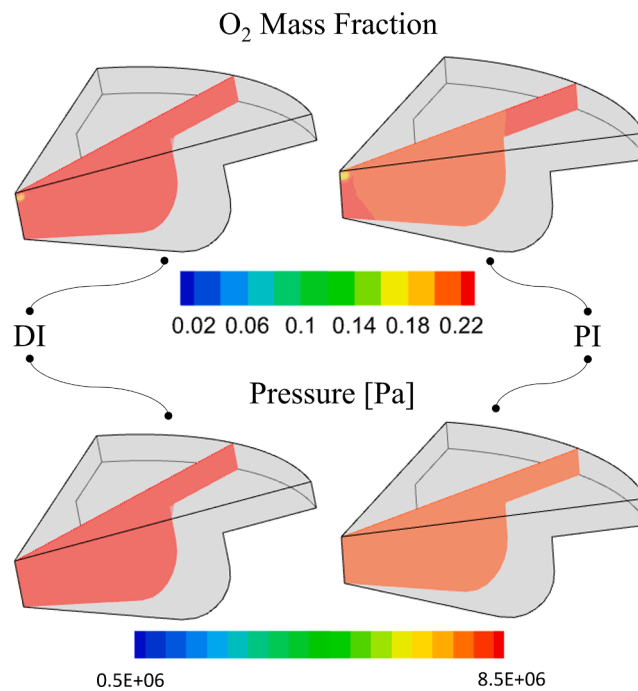 O₂ Mass Fraction
0.02 0.06 0.1 0.14 0.18 0.22
DI
PI
Pressure [Pa]
0.5E+06
8.5E+06